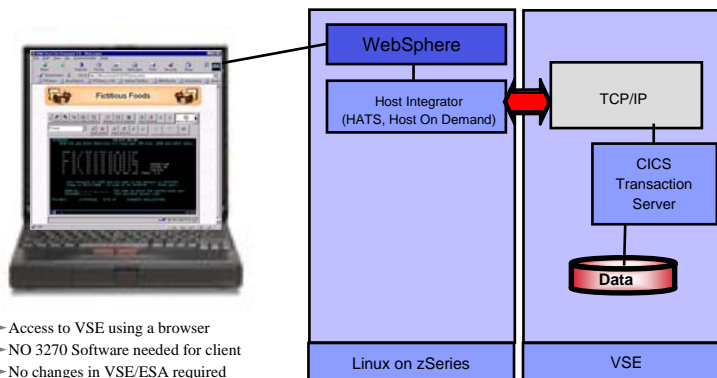 Fictitious Foods
WebSphere
Host Integrator
(HATS, Host On Demand)
TCP/IP
CICS
Transaction
Server
Data
Access to VSE using a browser
NO 3270 Software needed for client
No changes in VSE/ESA required
Linux on zSeries
VSE